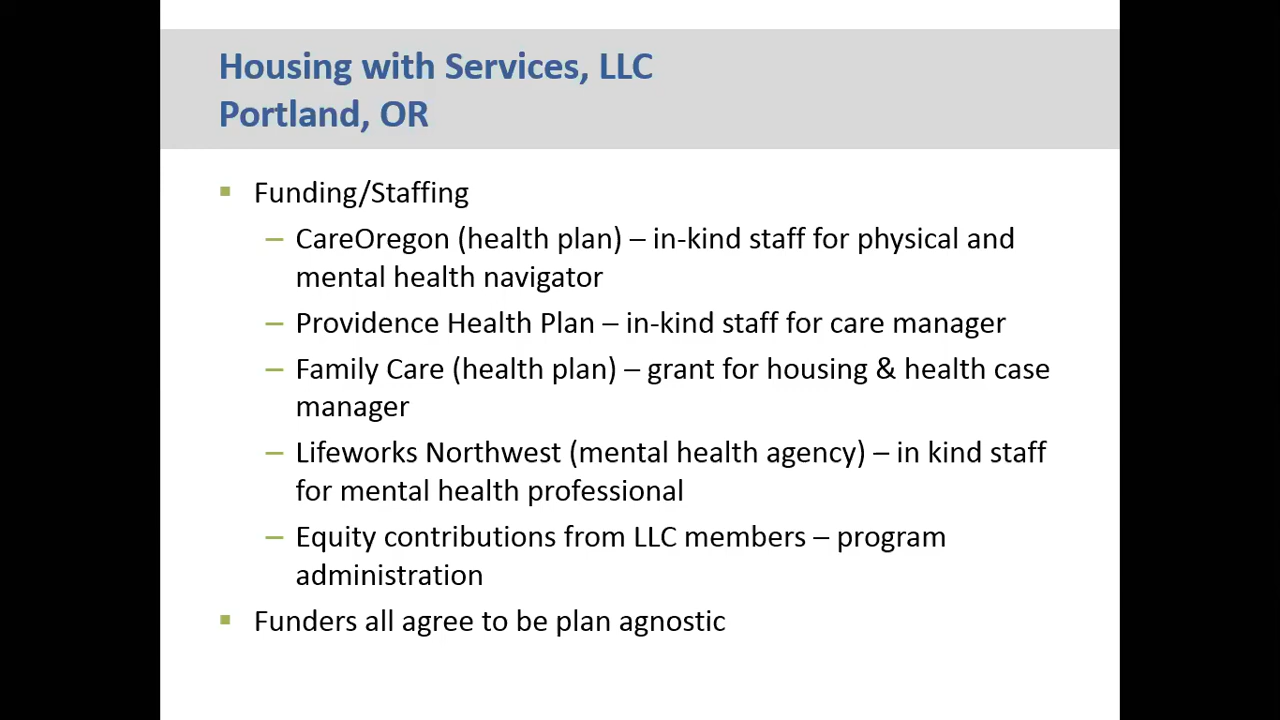 Housing with Services, LLC
Portland, OR
▪ Funding/Staffing
– CareOregon (health plan) – in-kind staff for physical and
mental health navigator
– Providence Health Plan – in-kind staff for care manager
– Family Care (health plan) – grant for housing & health case
manager
– Lifeworks Northwest (mental health agency) – in kind staff
for mental health professional
– Equity contributions from LLC members – program
administration
▪ Funders all agree to be plan agnostic